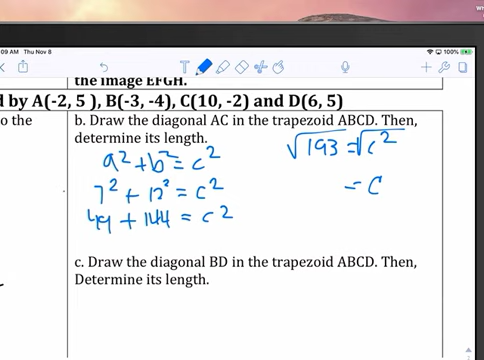 09 AM Thu Nov 8
100%
the image EFGH.
d by A(-2, 5 ), B(-3, -4), C(10, -2) and D(6, 5)
o the
b. Draw the diagonal AC in the trapezoid ABCD. Then,
determine its length.
a² + b² = c²
7² + 12² = c²
49 + 144 = c²
√193 = √c²
= c
c. Draw the diagonal BD in the trapezoid ABCD. Then,
Determine its length.